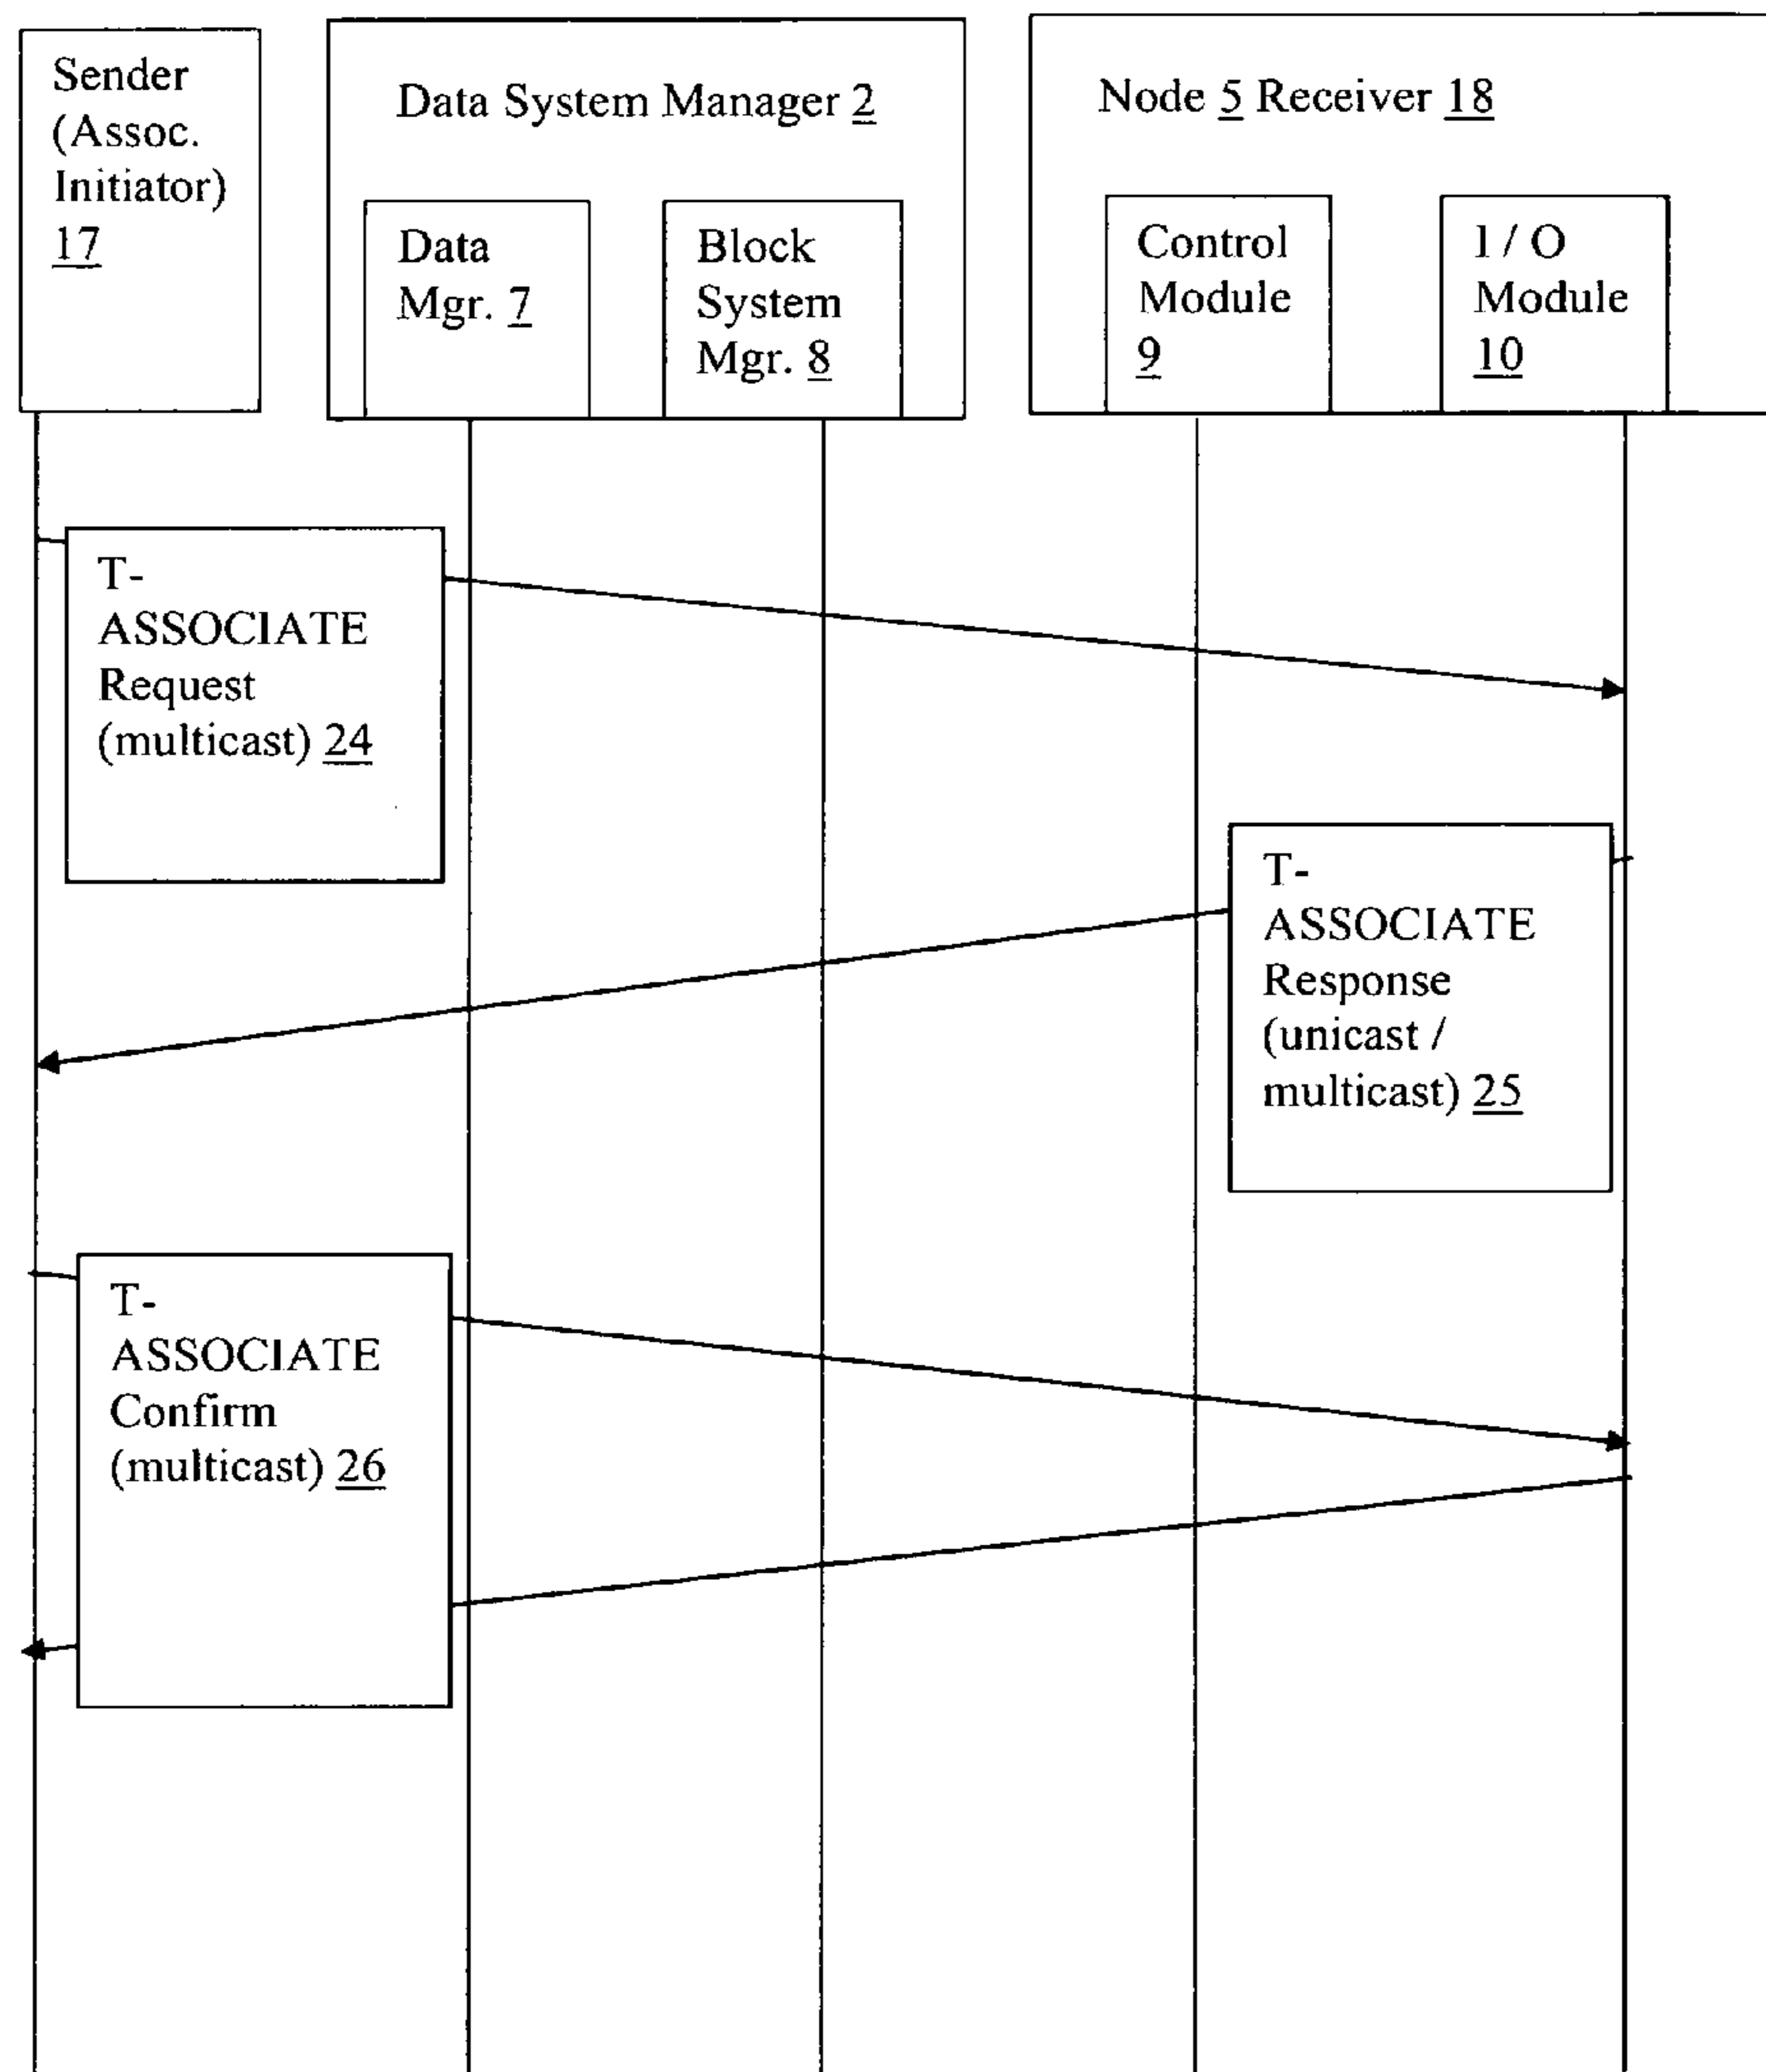 Sender
(Assoc.
Initiator)
17
Data System Manager 2
Data
Mgr. 7
Block
System
Mgr. 8
Node 5 Receiver 18
Control
Module
9
I / O
Module
10
T-
ASSOCIATE
Request
(multicast) 24
T-
ASSOCIATE
Response
(unicast /
multicast) 25
T-
ASSOCIATE
Confirm
(multicast) 26